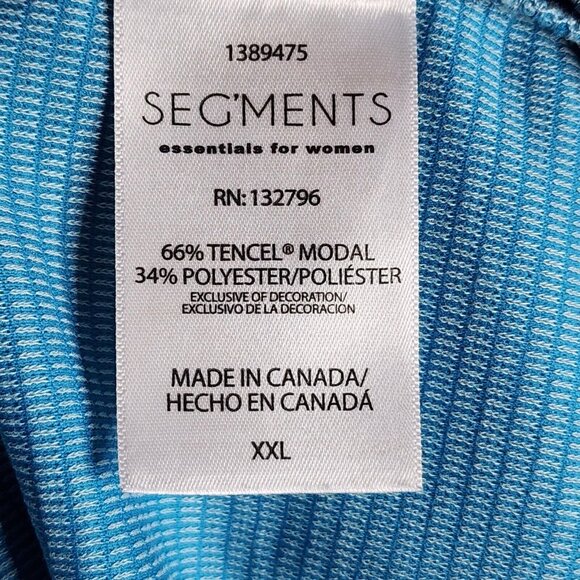 1389475
SEG'MENTS
essentials for women
RN: 132796
66% TENCEL® MODAL
34% POLYESTER/POLIÉSTER
EXCLUSIVE OF DECORATION/
EXCLUSIVO DE LA DECORACION
MADE IN CANADA/
HECHO EN CANADÁ
XXL